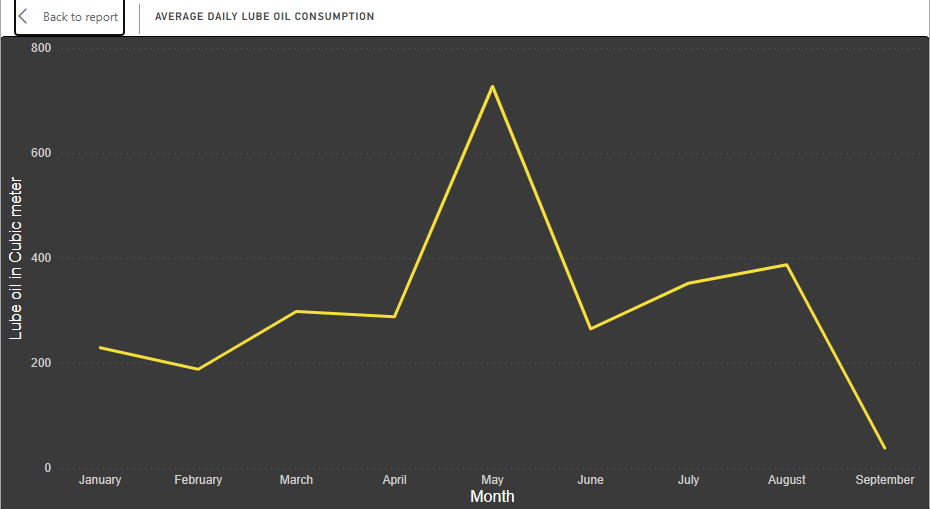 Back to report
AVERAGE DAILY LUBE OIL CONSUMPTION
800
600
400
200
0
Lube oil in Cubic meter
January February March April May June July August September
Month